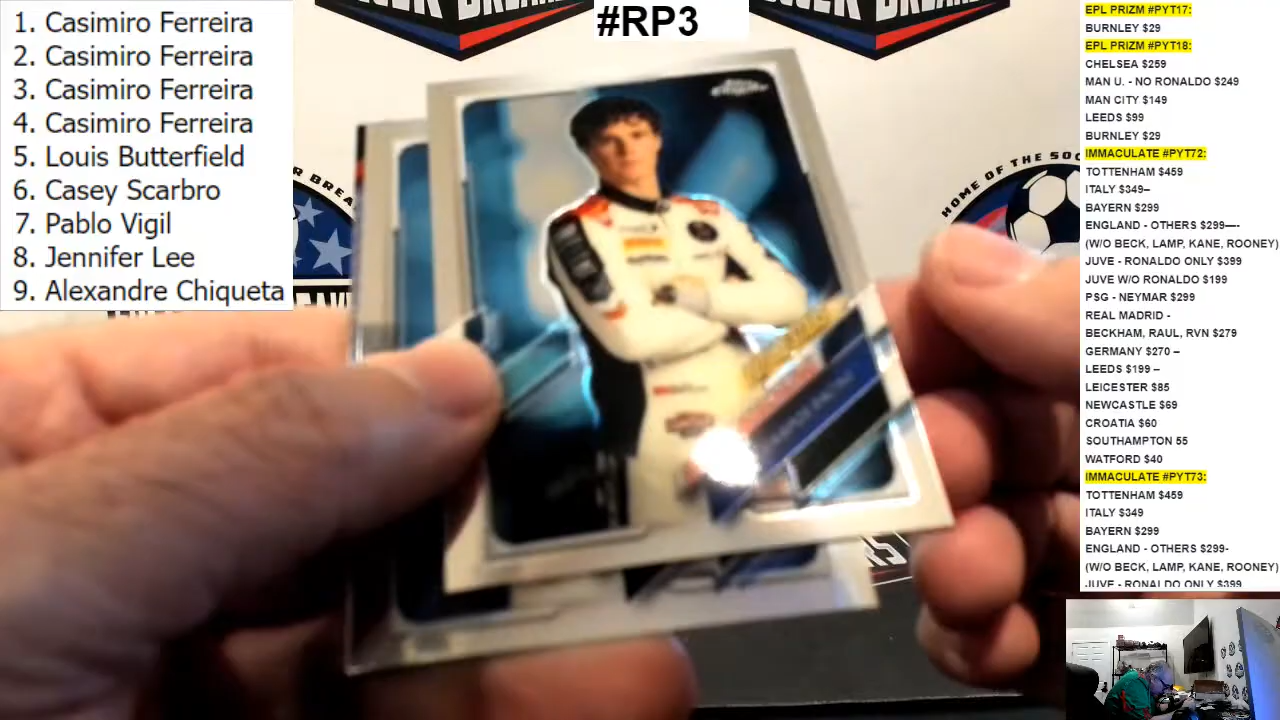 1. Casimiro Ferreira
2. Casimiro Ferreira
3. Casimiro Ferreira
4. Casimiro Ferreira
5. Louis Butterfield
6. Casey Scarbro
7. Pablo Vigil
8. Jennifer Lee
9. Alexandre Chiqueta
#RP3
HOME OF THE SOC
EPL PRIZM #PYT17:
BURNLEY $29
EPL PRIZM #PYT18:
CHELSEA $259
MAN U. - NO RONALDO $249
MAN CITY $149
LEEDS $99
BURNLEY $29
IMMACULATE #PYT72:
TOTTENHAM $459
ITALY $349–
BAYERN $299
ENGLAND - OTHERS $299—-
(W/O BECK, LAMP, KANE, ROONEY)
JUVE - RONALDO ONLY $399
JUVE W/O RONALDO $199
PSG - NEYMAR $299
REAL MADRID -
BECKHAM, RAUL, RVN $279
GERMANY $270 –
LEEDS $199 –
LEICESTER $85
NEWCASTLE $69
CROATIA $60
SOUTHAMPTON 55
WATFORD $40
IMMACULATE #PYT73:
TOTTENHAM $459
ITALY $349
BAYERN $299
ENGLAND - OTHERS $299-
(W/O BECK, LAMP, KANE, ROONEY)
JUVE - RONALDO ONLY $399